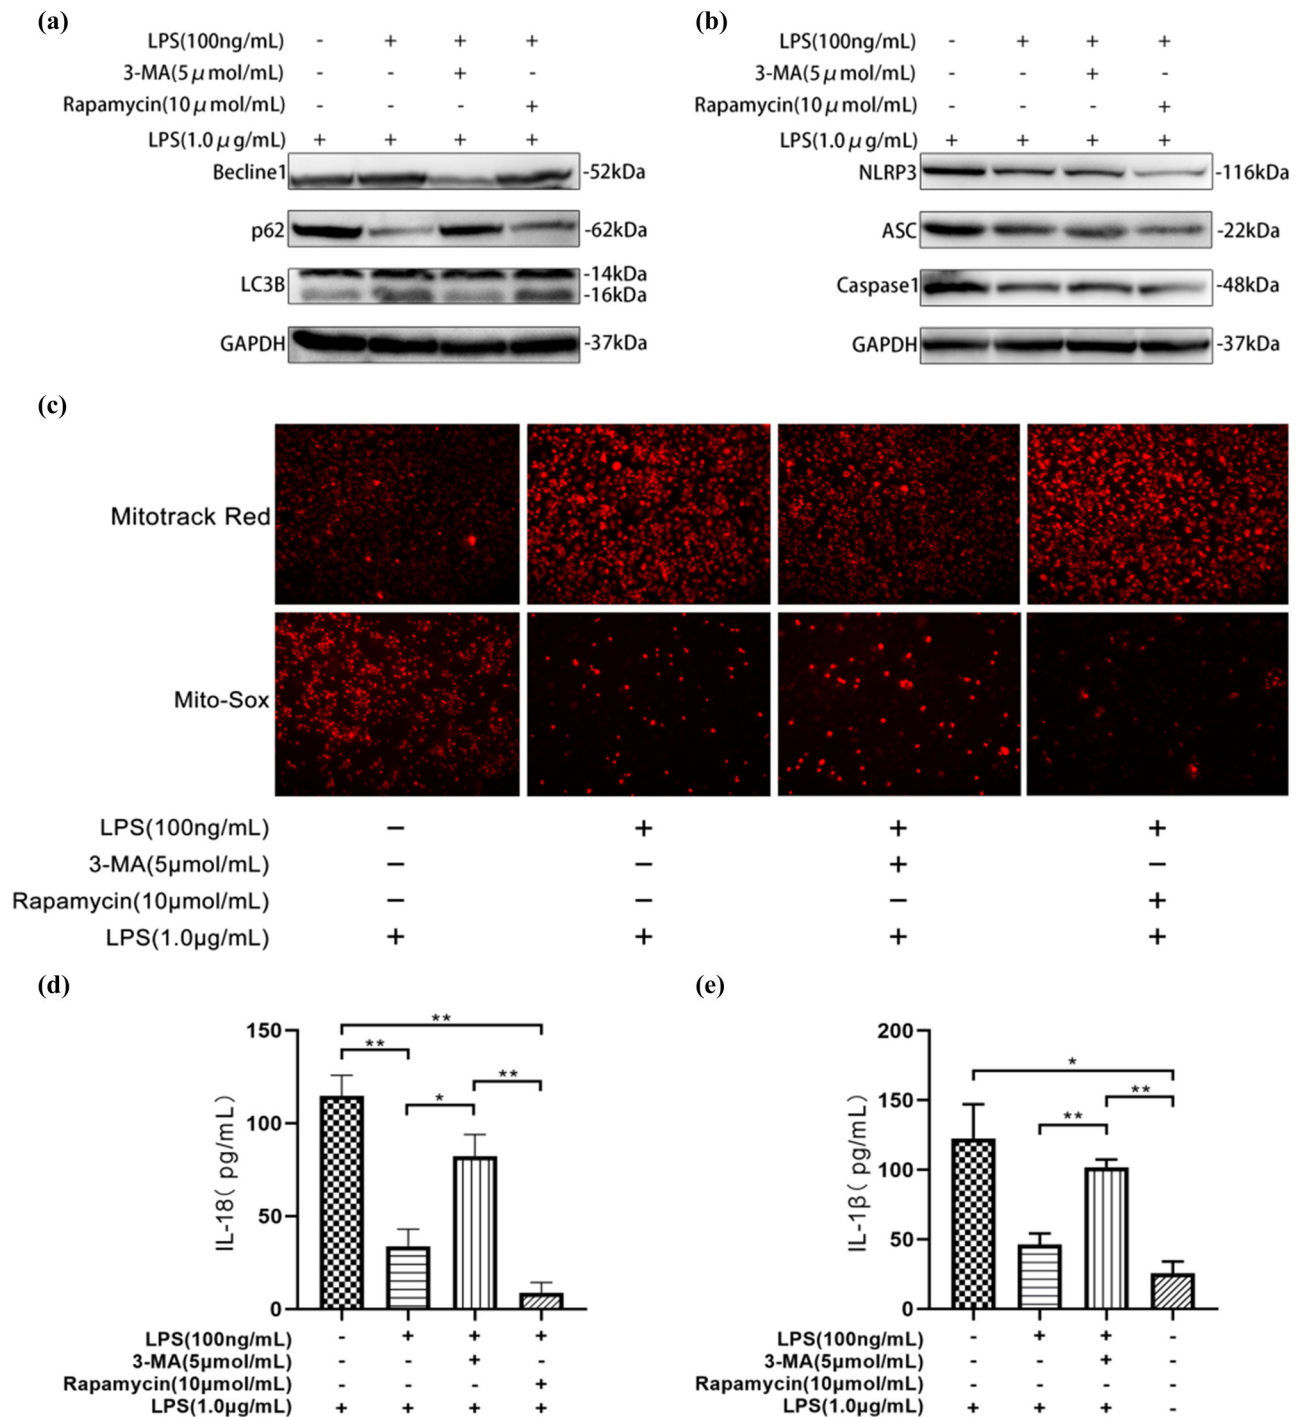 (a)
LPS(100ng/mL) - + + +
3-MA(5μmol/mL) - - + -
Rapamycin(10μmol/mL) - - - +
LPS(1.0μg/mL) + + + +
Becline1 -52kDa
p62 -62kDa
LC3B -14kDa
-16kDa
GAPDH -37kDa
(b)
LPS(100ng/mL) - + + +
3-MA(5μmol/mL) - - + -
Rapamycin(10μmol/mL) - - - +
LPS(1.0μg/mL) + + + +
NLRP3 -116kDa
ASC -22kDa
Caspase1 -48kDa
GAPDH -37kDa
(c)
Mitotrack Red
Mito-Sox
LPS(100ng/mL) − + + +
3-MA(5μmol/mL) − − + −
Rapamycin(10μmol/mL) − − − +
LPS(1.0μg/mL) + + + +
(d)
IL-18( pg/mL)
150
100
50
0
**
**
**
*
LPS(100ng/mL) - + + +
3-MA(5μmol/mL) - - + -
Rapamycin(10μmol/mL) - - - +
LPS(1.0μg/mL) + + + +
(e)
IL-1β( pg/mL)
200
150
100
50
0
*
**
**
LPS(100ng/mL) - + + -
3-MA(5μmol/mL) - - + -
Rapamycin(10μmol/mL) - - - -
LPS(1.0μg/mL) + + + -